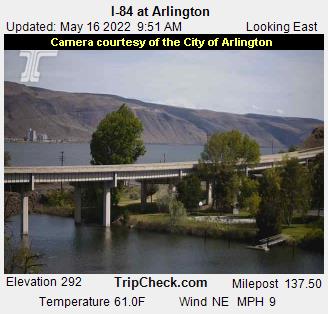 I-84 at Arlington
Updated: May 16 2022 9:51 AM Looking East
Camera courtesy of the City of Arlington
Elevation 292 TripCheck.com Milepost 137.50
Temperature 61.0F Wind NE MPH 9